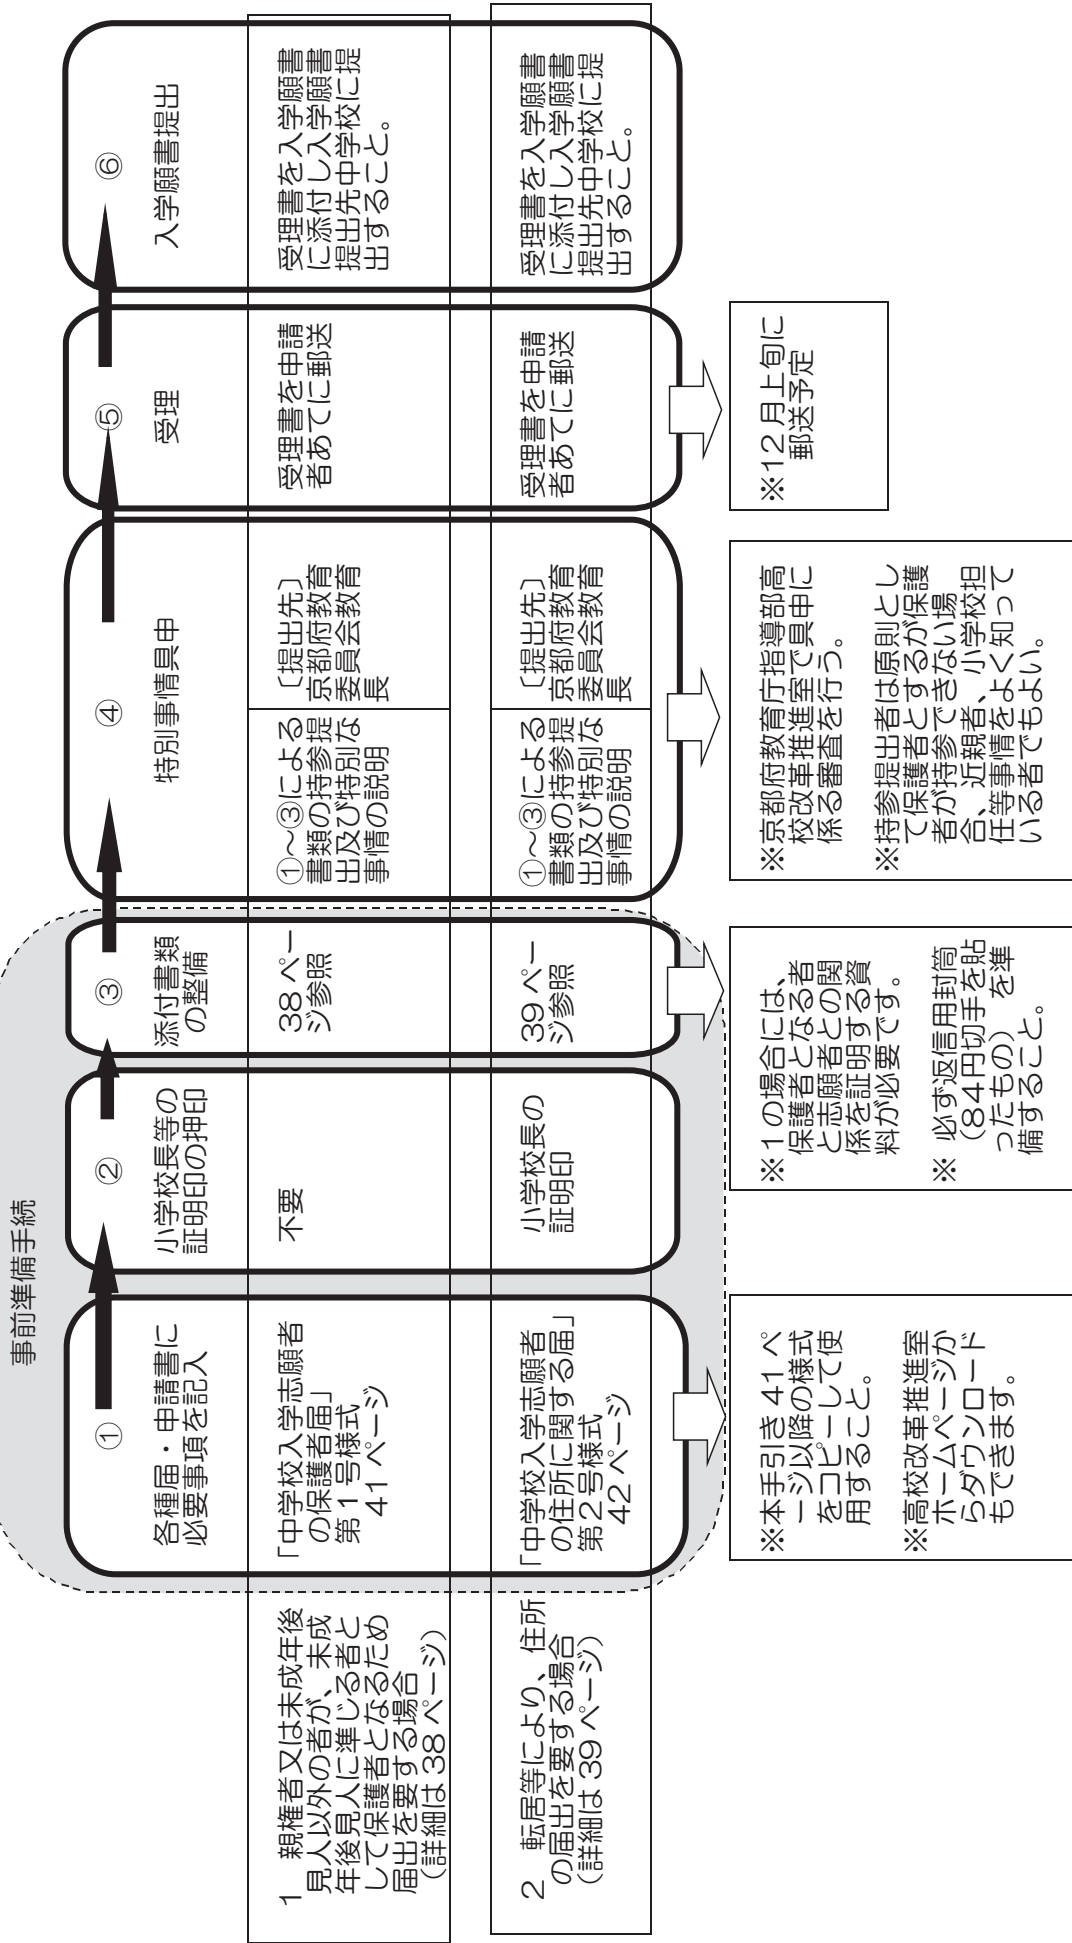 事前準備手続
①
各種届・申請書に
必要事項を記入
②
小学校長等の
証明印の押印
③
添付書類
の整備
④
特別事情具申
⑤
受理
⑥
入学願書提出
1　親権者又は未成年後
見人以外の者が、未成
年後見人に準じる者と
して保護者となるため
届出を要する場合
（詳細は38ページ）
「中学校入学志願者
の保護者届」
第1号様式
41ページ
不要
38ペー
ジ参照
①～③による
書類の持参提
出及び特別な
事情の説明
〔提出先〕
京都府教育
委員会教育
長
受理書を申請
者あてに郵送
受理書を入学願書
に添付し入学願書
提出先中学校に提
出すること。
2　転居等により、住所
の届出を要する場合
（詳細は39ページ）
「中学校入学志願者
の住所に関する届」
第2号様式
42ページ
小学校長の
証明印
39ペー
ジ参照
①～③による
書類の持参提
出及び特別な
事情の説明
〔提出先〕
京都府教育
委員会教育
長
受理書を申請
者あてに郵送
受理書を入学願書
に添付し入学願書
提出先中学校に提
出すること。
※本手引き41ペ
ージ以降の様式
をコピーして使
用すること。
※高校改革推進室
ホームページか
らダウンロード
もできます。
※1の場合には、
保護者となる者
と志願者との関
係を証明する資
料が必要です。
※ 必ず返信用封筒
（84円切手を貼
ったもの）を準
備すること。
※京都府教育庁指導部高
校改革推進室で具申に
係る審査を行う。
※持参提出者は原則とし
て保護者とするが保護
者が持参できない場
合、近親者、小学校担
任等事情をよく知って
いる者でもよい。
※12月上旬に
郵送予定